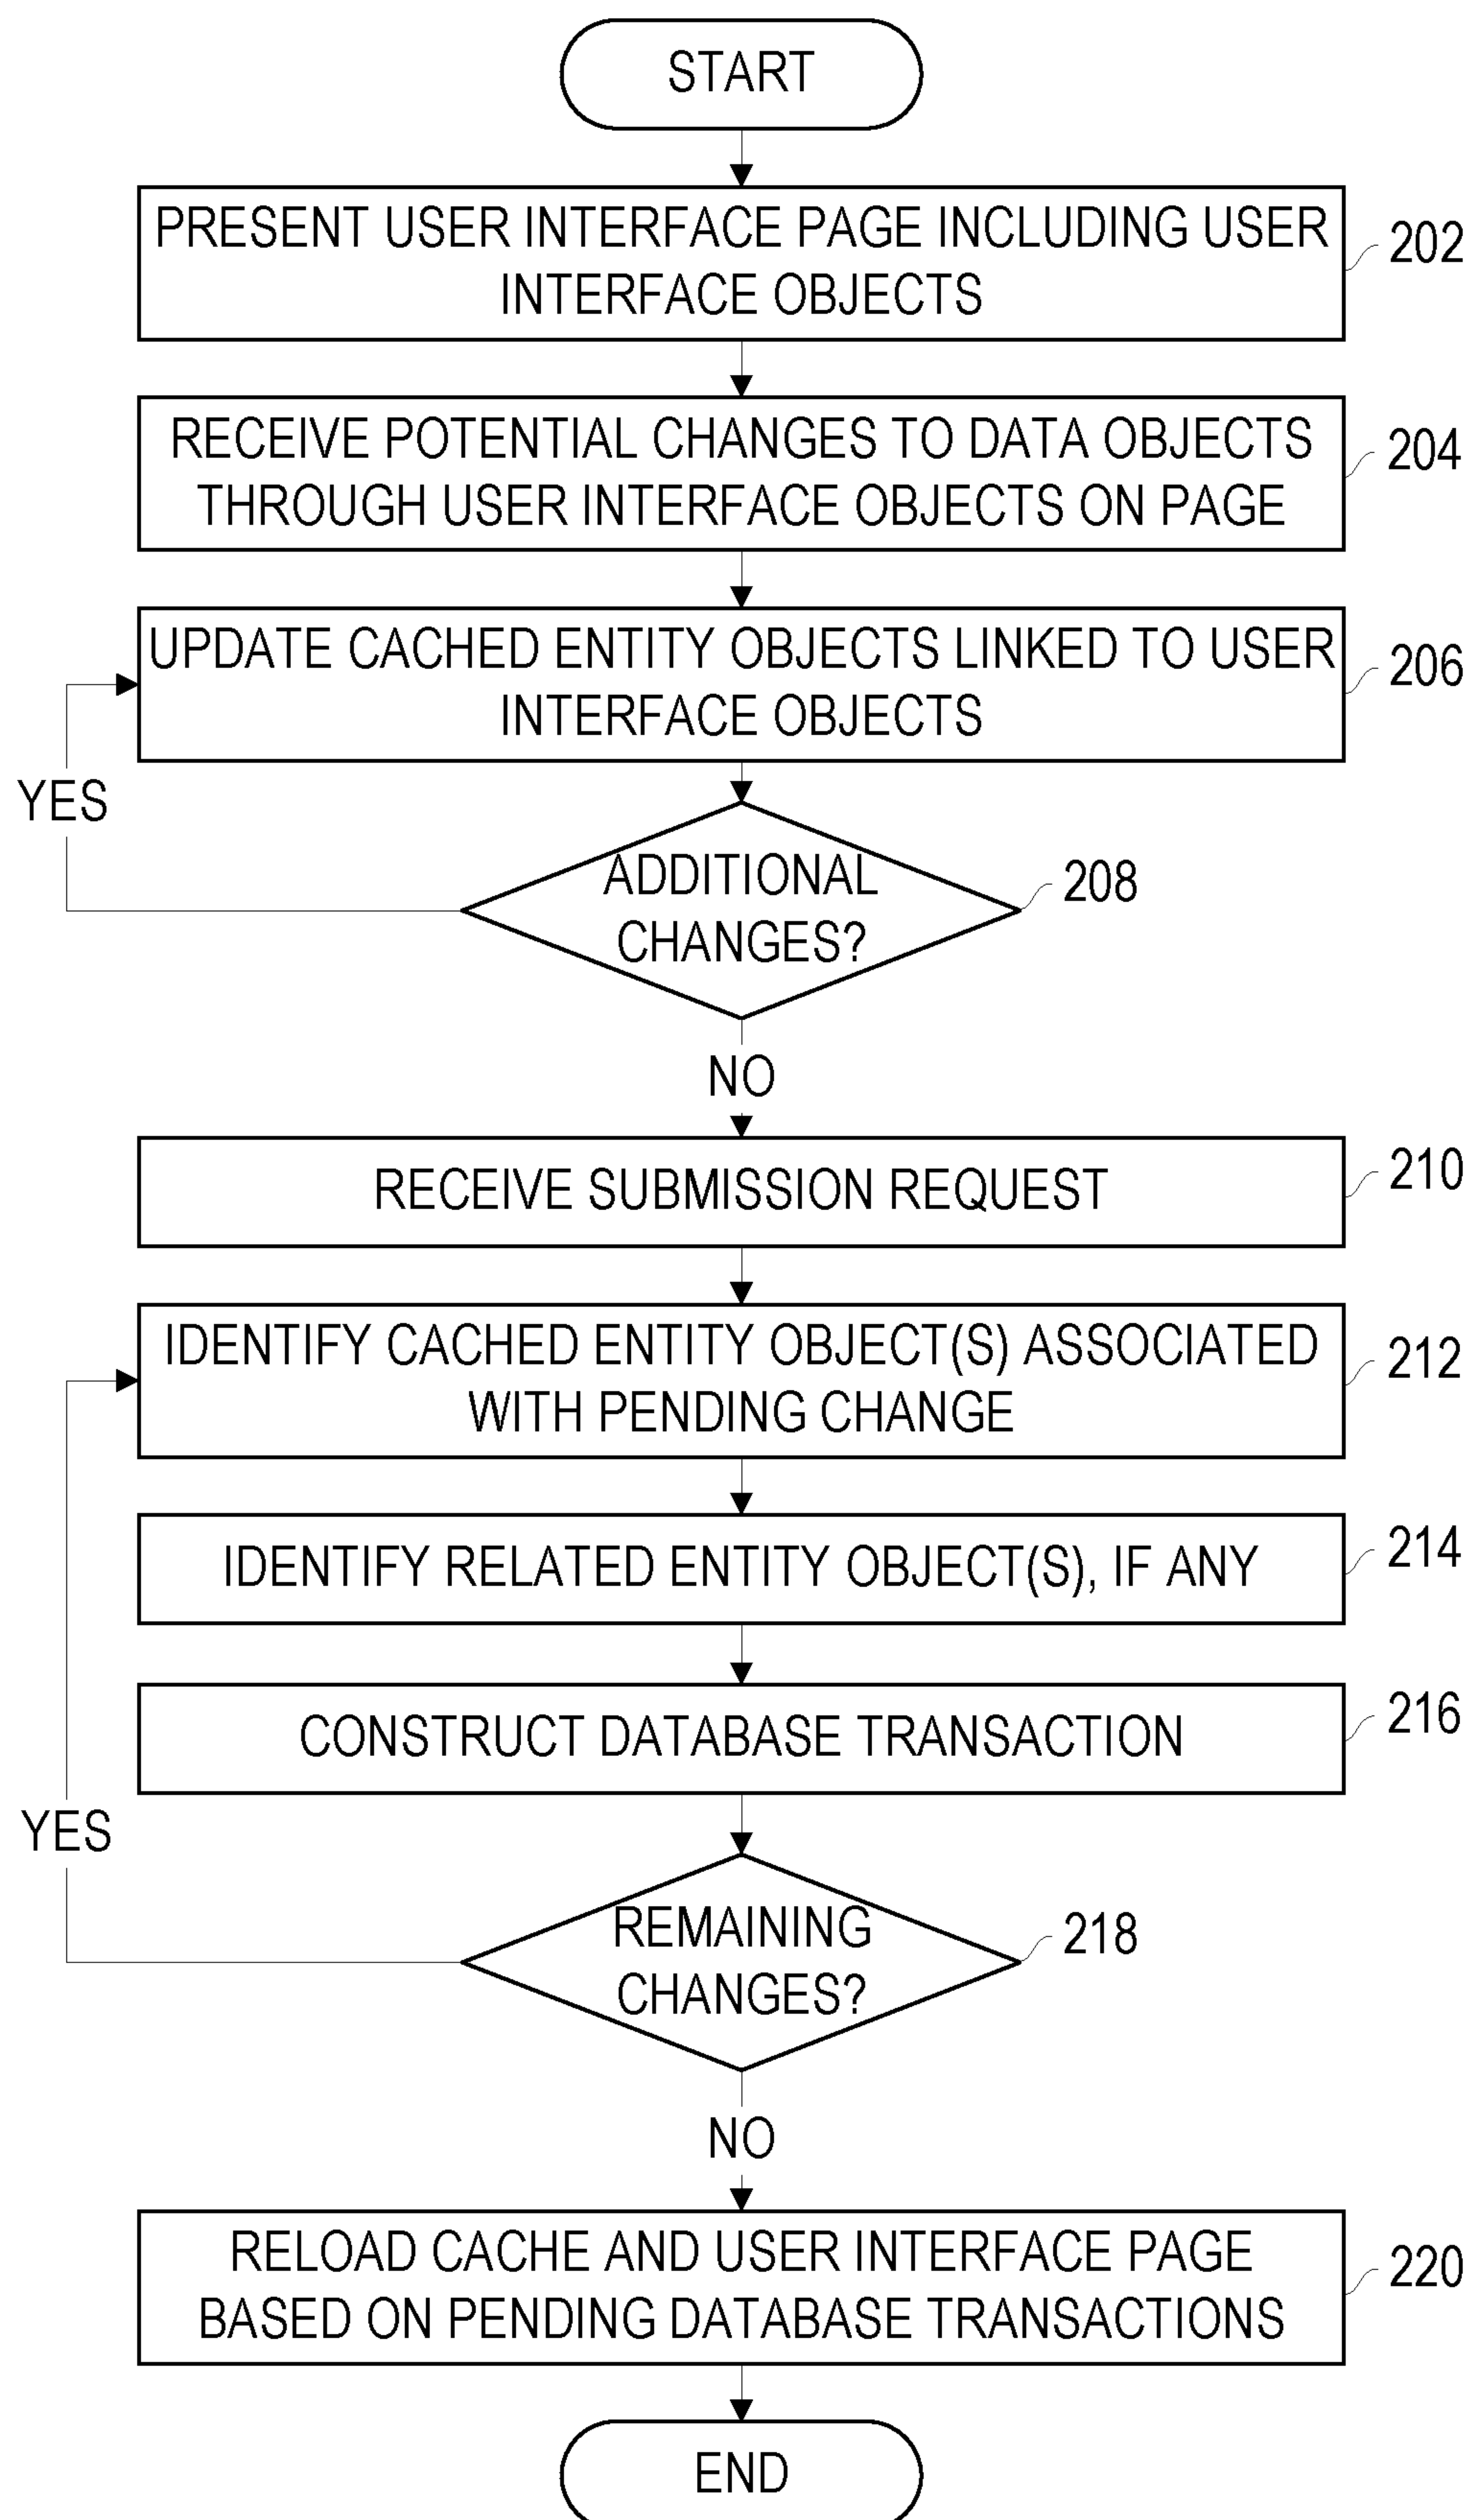 START
PRESENT USER INTERFACE PAGE INCLUDING USER
INTERFACE OBJECTS
202
RECEIVE POTENTIAL CHANGES TO DATA OBJECTS
THROUGH USER INTERFACE OBJECTS ON PAGE
204
UPDATE CACHED ENTITY OBJECTS LINKED TO USER
INTERFACE OBJECTS
206
YES
ADDITIONAL
CHANGES?
208
NO
RECEIVE SUBMISSION REQUEST
210
IDENTIFY CACHED ENTITY OBJECT(S) ASSOCIATED
WITH PENDING CHANGE
212
IDENTIFY RELATED ENTITY OBJECT(S), IF ANY
214
CONSTRUCT DATABASE TRANSACTION
216
YES
REMAINING
CHANGES?
218
NO
RELOAD CACHE AND USER INTERFACE PAGE
BASED ON PENDING DATABASE TRANSACTIONS
220
END